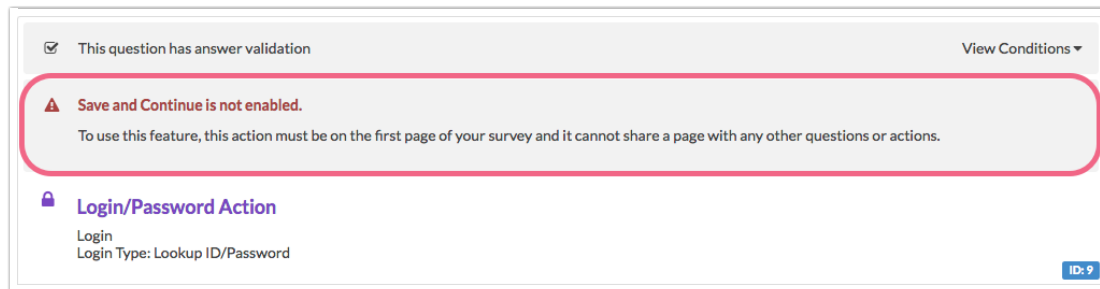 This question has answer validation View Conditions
Save and Continue is not enabled.
To use this feature, this action must be on the first page of your survey and it cannot share a page with any other questions or actions.
Login/Password Action
Login
Login Type: Lookup ID/Password
ID: 9